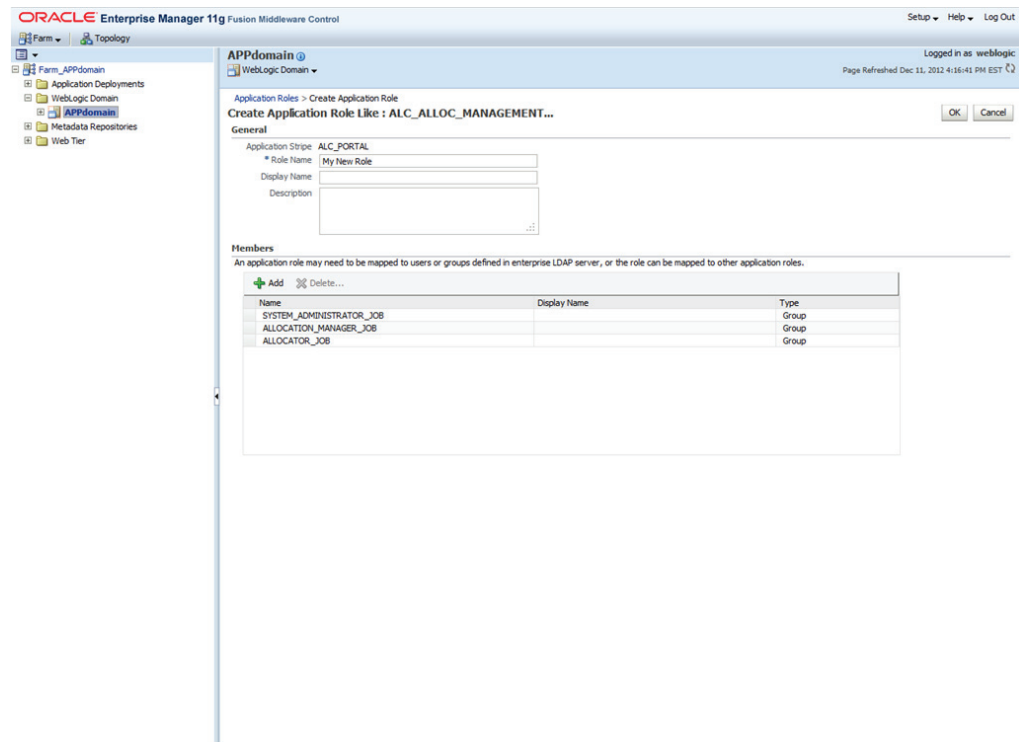 ORACLE Enterprise Manager 11g Fusion Middleware Control
Setup Help Log Out
Farm Topology
APPdomain
Logged in as weblogic
WebLogic Domain
Page Refreshed Dec 11, 2012 4:16:41 PM EST
Farm_APPdomain
Application Deployments
WebLogic Domain
APPdomain
Metadata Repositories
Web Tier
Application Roles > Create Application Role
Create Application Role Like : ALC_ALLOC_MANAGEMENT...
OK Cancel
General
Application Stripe ALC_PORTAL
* Role Name My New Role
Display Name
Description
Members
An application role may need to be mapped to users or groups defined in enterprise LDAP server, or the role can be mapped to other application roles.
Add Delete...
Name Display Name Type
SYSTEM_ADMINISTRATOR_JOB Group
ALLOCATION_MANAGER_JOB Group
ALLOCATOR_JOB Group